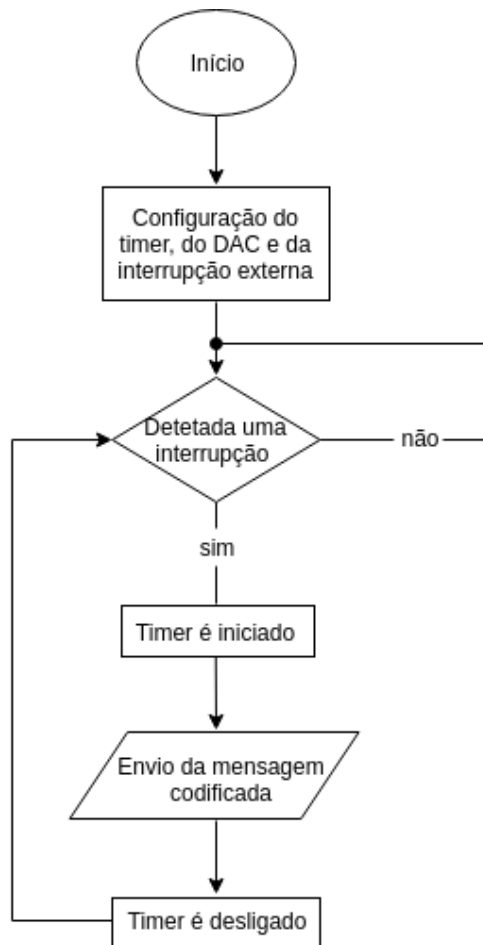 Início
Configuração do
timer, do DAC e da
interrupção externa
Detetada uma
interrupção
não
sim
Timer é iniciado
Envio da mensagem
codificada
Timer é desligado